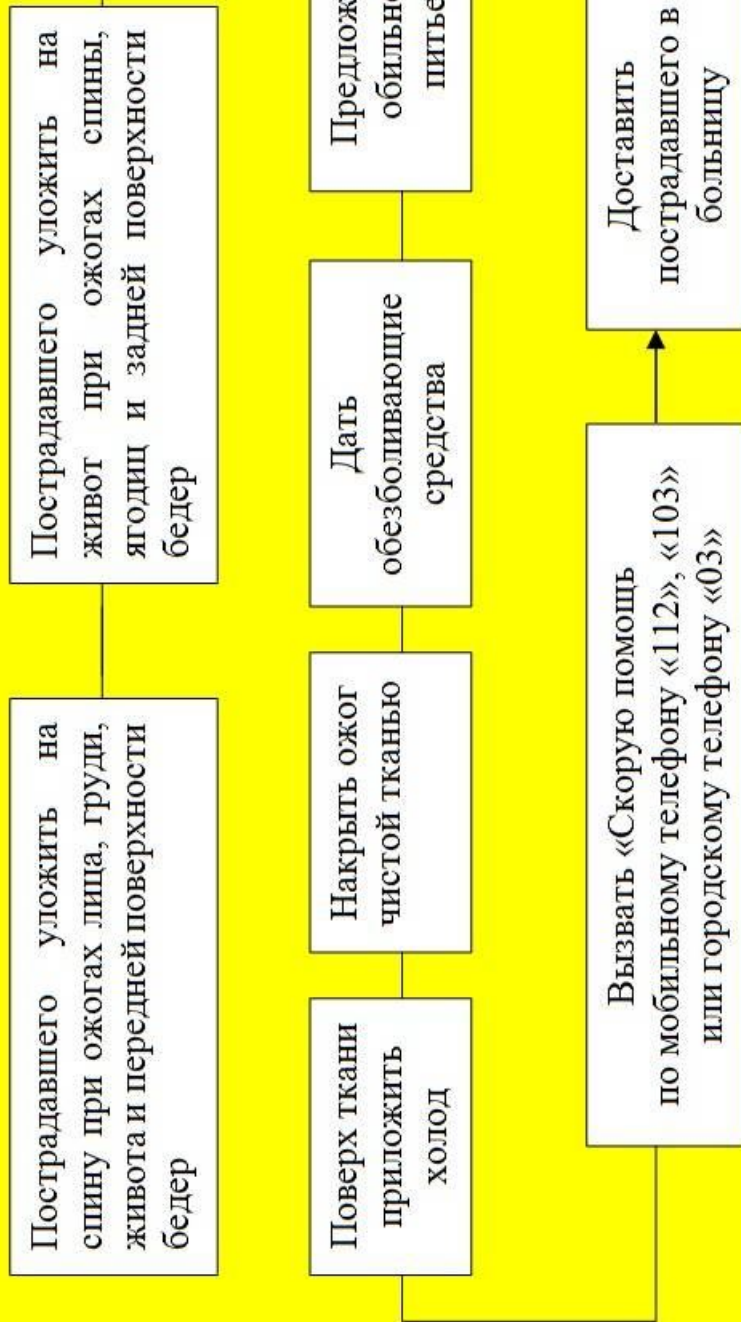 Пострадавшего уложить на
спину при ожогах лица, груди,
живота и передней поверхности
бедер
Пострадавшего уложить на
живот при ожогах спины,
ягодиц и задней поверхности
бедер
Поверх ткани
приложить
холод
Накрыть ожог
чистой тканью
Дать
обезболивающие
средства
питье
Вызвать «Скорую помощь
по мобильному телефону «112», «103»
или городскому телефону «03»
Доставить
пострадавшего в
больницу